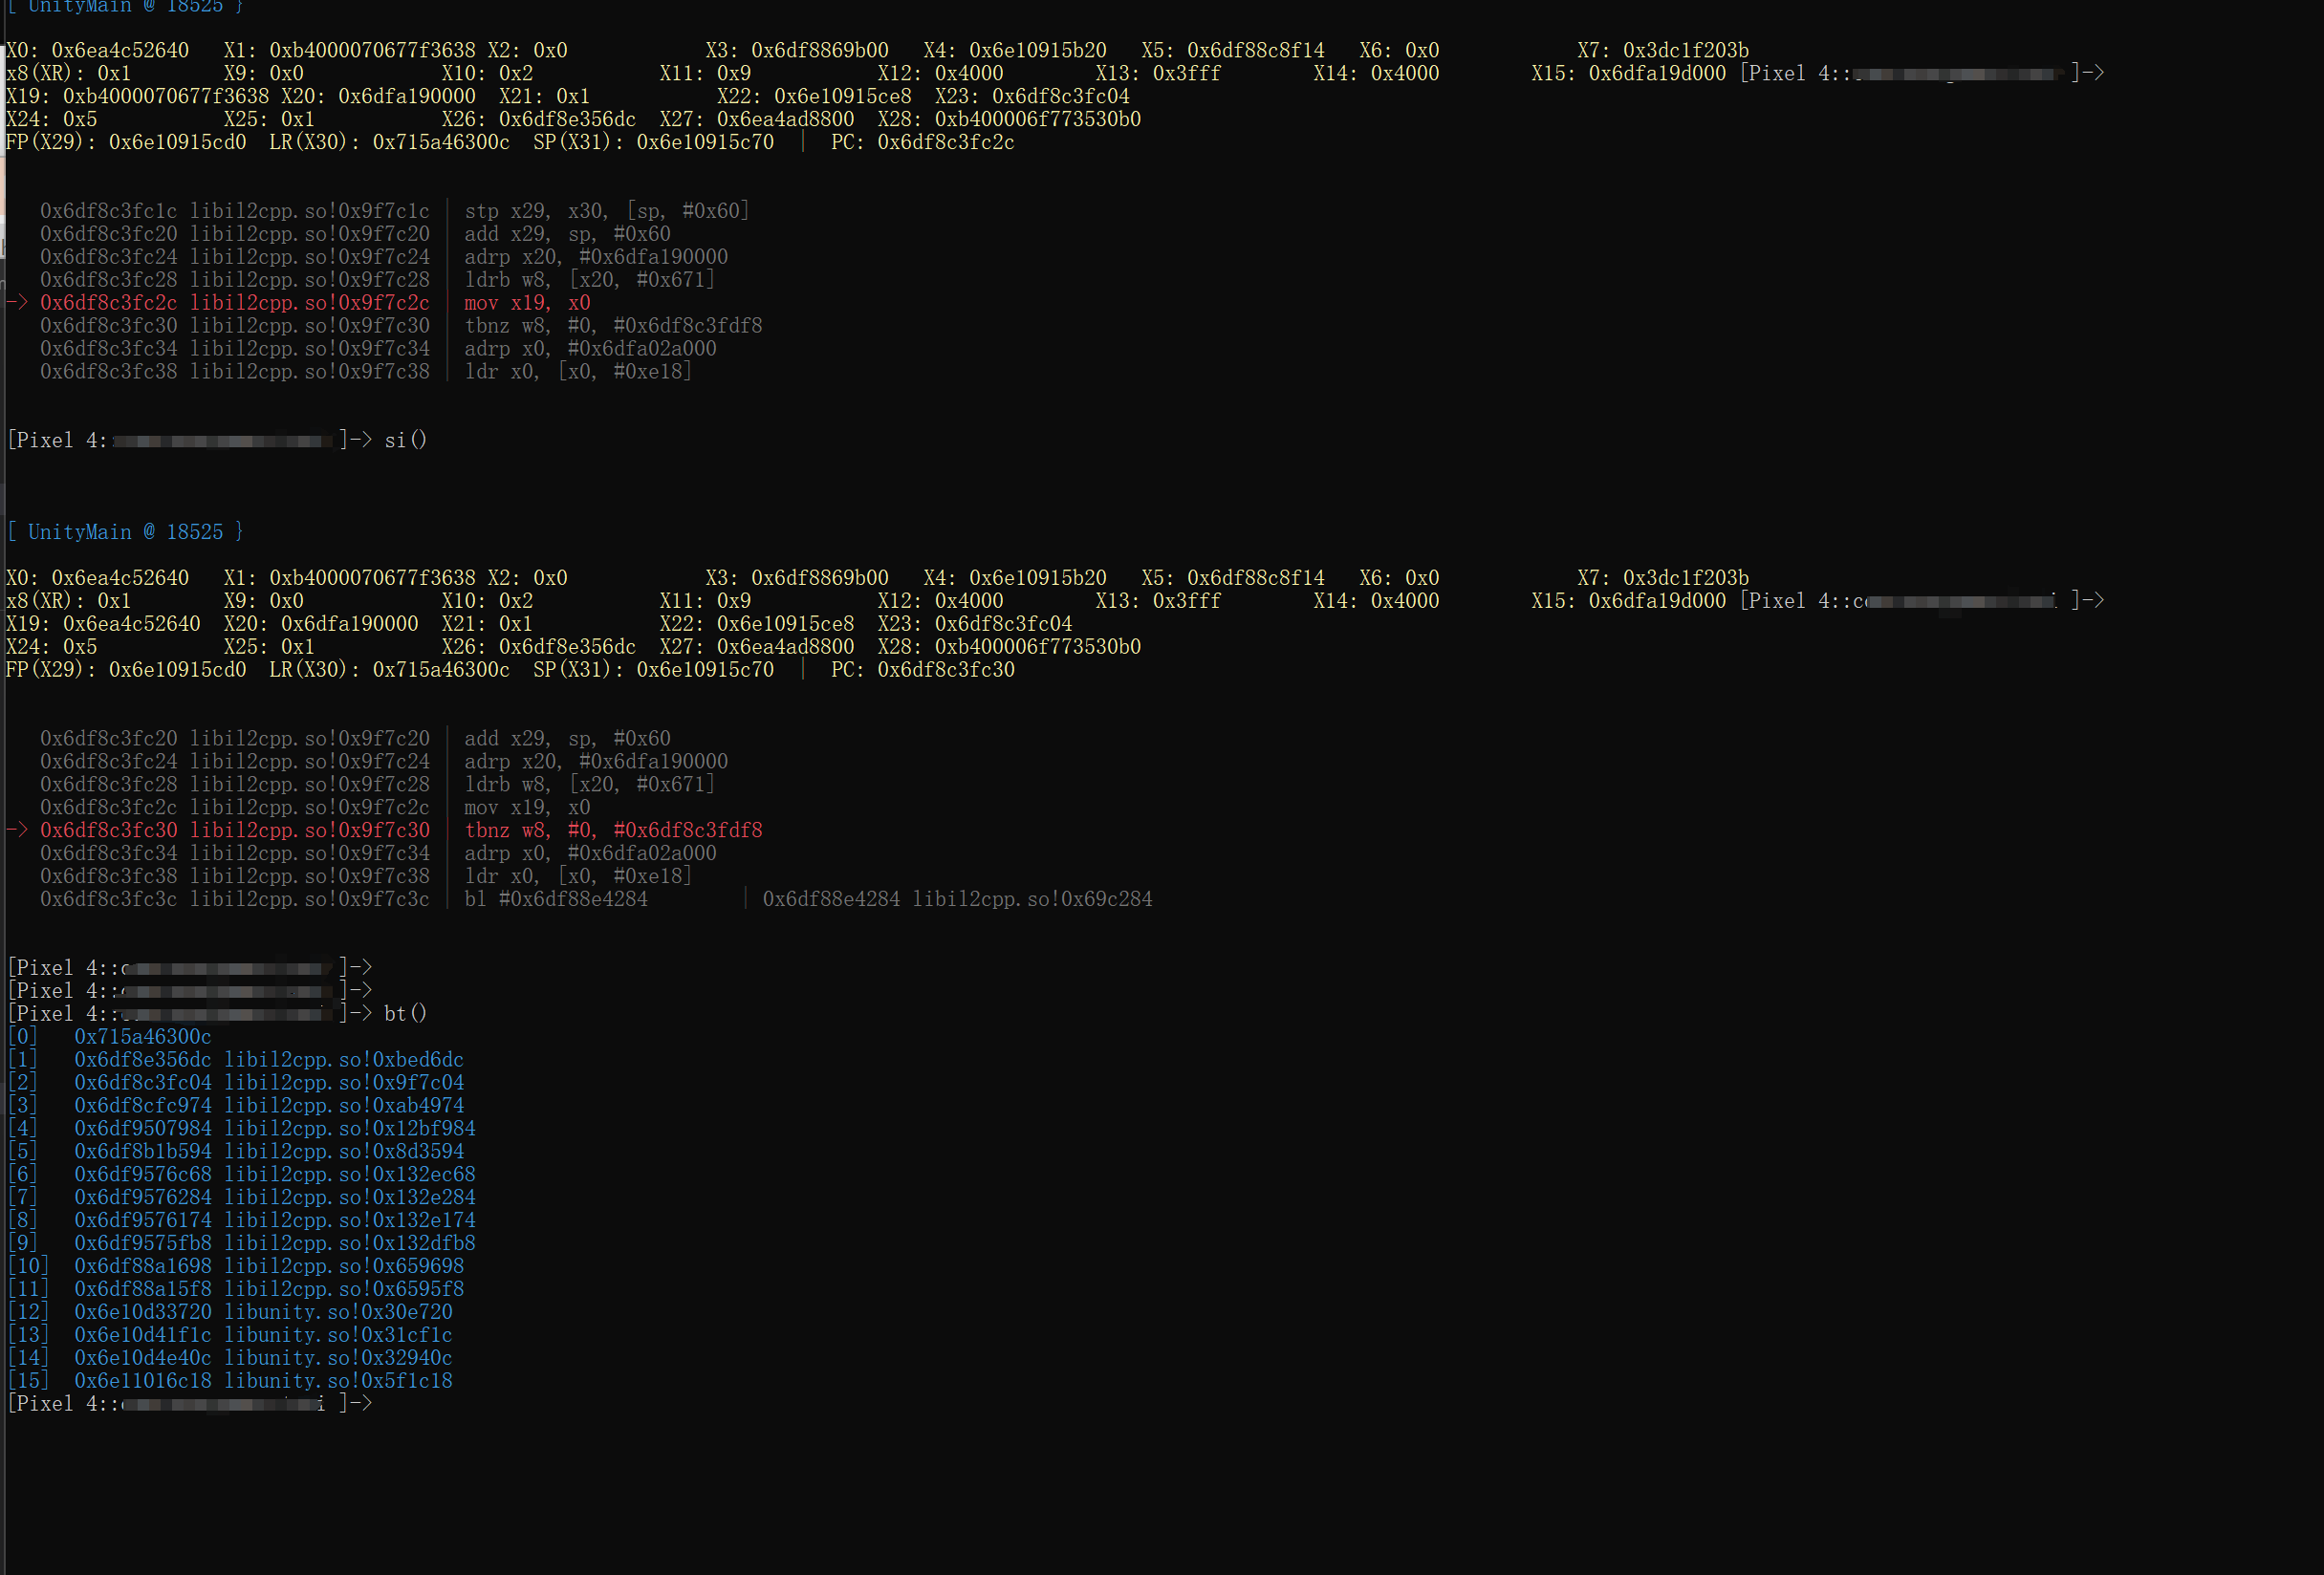 [ UnityMain @ 18525 }
X0: 0x6ea4c52640 X1: 0xb4000070677f3638 X2: 0x0 X3: 0x6df8869b00 X4: 0x6e10915b20 X5: 0x6df88c8f14 X6: 0x0 X7: 0x3dc1f203b
x8(XR): 0x1 X9: 0x0 X10: 0x2 X11: 0x9 X12: 0x4000 X13: 0x3fff X14: 0x4000 X15: 0x6dfa19d000 [Pixel 4:: ]->
X19: 0xb4000070677f3638 X20: 0x6dfa190000 X21: 0x1 X22: 0x6e10915ce8 X23: 0x6df8c3fc04
X24: 0x5 X25: 0x1 X26: 0x6df8e356dc X27: 0x6ea4ad8800 X28: 0xb400006f773530b0
FP(X29): 0x6e10915cd0 LR(X30): 0x715a46300c SP(X31): 0x6e10915c70 | PC: 0x6df8c3fc2c
0x6df8c3fc1c libil2cpp.so!0x9f7c1c | stp x29, x30, [sp, #0x60]
0x6df8c3fc20 libil2cpp.so!0x9f7c20 | add x29, sp, #0x60
0x6df8c3fc24 libil2cpp.so!0x9f7c24 | adrp x20, #0x6dfa190000
0x6df8c3fc28 libil2cpp.so!0x9f7c28 | ldrb w8, [x20, #0x671]
-> 0x6df8c3fc2c libil2cpp.so!0x9f7c2c | mov x19, x0
0x6df8c3fc30 libil2cpp.so!0x9f7c30 | tbnz w8, #0, #0x6df8c3fdf8
0x6df8c3fc34 libil2cpp.so!0x9f7c34 | adrp x0, #0x6dfa02a000
0x6df8c3fc38 libil2cpp.so!0x9f7c38 | ldr x0, [x0, #0xe18]
[Pixel 4: ]-> si()
[ UnityMain @ 18525 }
X0: 0x6ea4c52640 X1: 0xb4000070677f3638 X2: 0x0 X3: 0x6df8869b00 X4: 0x6e10915b20 X5: 0x6df88c8f14 X6: 0x0 X7: 0x3dc1f203b
x8(XR): 0x1 X9: 0x0 X10: 0x2 X11: 0x9 X12: 0x4000 X13: 0x3fff X14: 0x4000 X15: 0x6dfa19d000 [Pixel 4:: ]->
X19: 0x6ea4c52640 X20: 0x6dfa190000 X21: 0x1 X22: 0x6e10915ce8 X23: 0x6df8c3fc04
X24: 0x5 X25: 0x1 X26: 0x6df8e356dc X27: 0x6ea4ad8800 X28: 0xb400006f773530b0
FP(X29): 0x6e10915cd0 LR(X30): 0x715a46300c SP(X31): 0x6e10915c70 | PC: 0x6df8c3fc30
0x6df8c3fc20 libil2cpp.so!0x9f7c20 | add x29, sp, #0x60
0x6df8c3fc24 libil2cpp.so!0x9f7c24 | adrp x20, #0x6dfa190000
0x6df8c3fc28 libil2cpp.so!0x9f7c28 | ldrb w8, [x20, #0x671]
0x6df8c3fc2c libil2cpp.so!0x9f7c2c | mov x19, x0
-> 0x6df8c3fc30 libil2cpp.so!0x9f7c30 | tbnz w8, #0, #0x6df8c3fdf8
0x6df8c3fc34 libil2cpp.so!0x9f7c34 | adrp x0, #0x6dfa02a000
0x6df8c3fc38 libil2cpp.so!0x9f7c38 | ldr x0, [x0, #0xe18]
0x6df8c3fc3c libil2cpp.so!0x9f7c3c | bl #0x6df88e4284 | 0x6df88e4284 libil2cpp.so!0x69c284
[Pixel 4:: ]->
[Pixel 4:: ]->
[Pixel 4:: ]-> bt()
[0] 0x715a46300c
[1] 0x6df8e356dc libil2cpp.so!0xbed6dc
[2] 0x6df8c3fc04 libil2cpp.so!0x9f7c04
[3] 0x6df8cfc974 libil2cpp.so!0xab4974
[4] 0x6df9507984 libil2cpp.so!0x12bf984
[5] 0x6df8b1b594 libil2cpp.so!0x8d3594
[6] 0x6df9576c68 libil2cpp.so!0x132ec68
[7] 0x6df9576284 libil2cpp.so!0x132e284
[8] 0x6df9576174 libil2cpp.so!0x132e174
[9] 0x6df9575fb8 libil2cpp.so!0x132dfb8
[10] 0x6df88a1698 libil2cpp.so!0x659698
[11] 0x6df88a15f8 libil2cpp.so!0x6595f8
[12] 0x6e10d33720 libunity.so!0x30e720
[13] 0x6e10d41f1c libunity.so!0x31cf1c
[14] 0x6e10d4e40c libunity.so!0x32940c
[15] 0x6e11016c18 libunity.so!0x5f1c18
[Pixel 4:: ]->